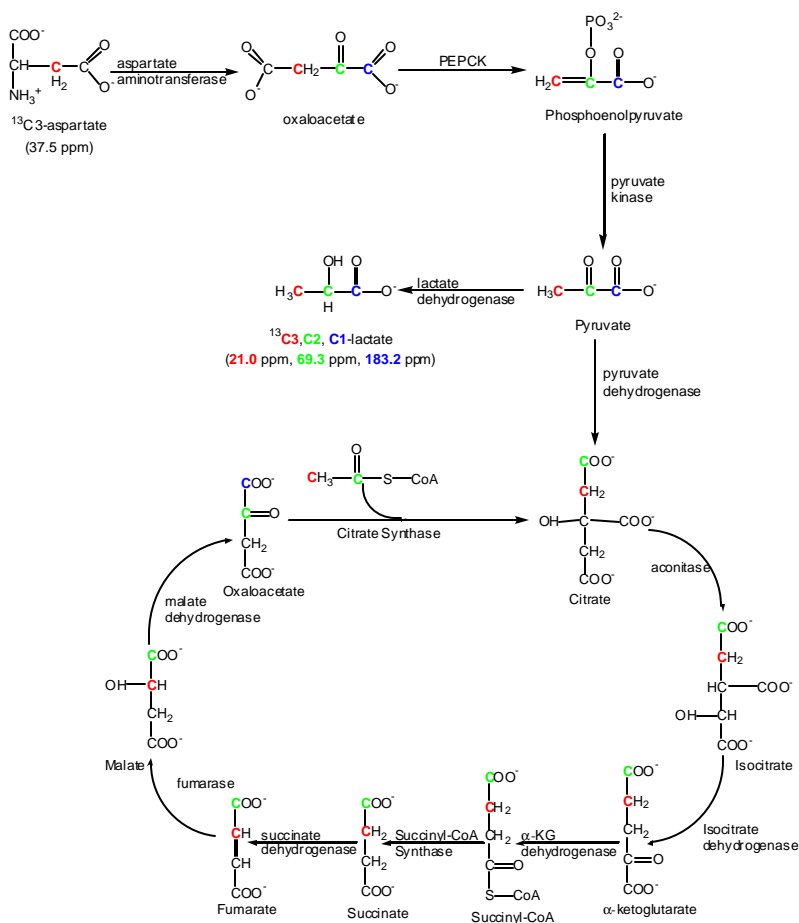 COO⁻
CH
C
H₂
C
O
O⁻
NH₃⁺
¹³C3-aspartate
(37.5 ppm)
aspartate
aminotransferase
O
O⁻
C
CH₂
O
C
C
O
O⁻
oxaloacetate
PEPCK
PO₃²⁻
O
O
H₂C
C
C
O⁻
Phosphoenolpyruvate
pyruvate
kinase
OH
O
H₃C
C
C
O⁻
H
¹³C3,C2, C1-lactate
(21.0 ppm, 69.3 ppm, 183.2 ppm)
lactate
dehydrogenase
O
O
H₃C
C
C
O⁻
Pyruvate
pyruvate
dehydrogenase
O
CH₃
C
S
CoA
Citrate Synthase
COO⁻
C
O
CH₂
COO⁻
Oxaloacetate
COO⁻
CH₂
OH
C
COO⁻
CH₂
COO⁻
Citrate
aconitase
COO⁻
CH₂
HC
COO⁻
OH
CH
COO⁻
Isocitrate
Isocitrate
dehydrogenase
COO⁻
CH₂
CH₂
C
O
COO⁻
α-ketoglutarate
α-KG
dehydrogenase
COO⁻
CH₂
CH₂
C
O
S
CoA
Succinyl-CoA
Succinyl-CoA
Synthase
COO⁻
CH₂
CH₂
COO⁻
Succinate
succinate
dehydrogenase
COO⁻
CH
CH
COO⁻
Fumarate
fumarase
COO⁻
OH
CH
CH₂
COO⁻
Malate
malate
dehydrogenase